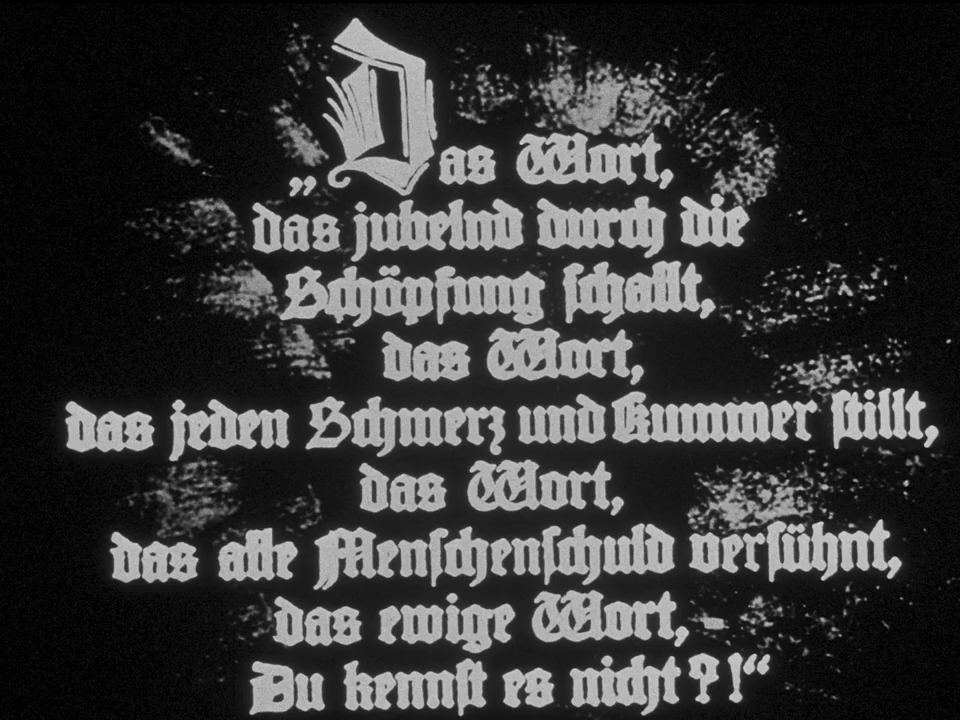 „Das Wort,
das jubelnd durch die
Schöpfung schallt,
das Wort,
das jeden Schmerz und Kummer stillt,
das Wort,
das alle Menschenschuld versühnt,
das ewige Wort, -
Du kennst es nicht?!“